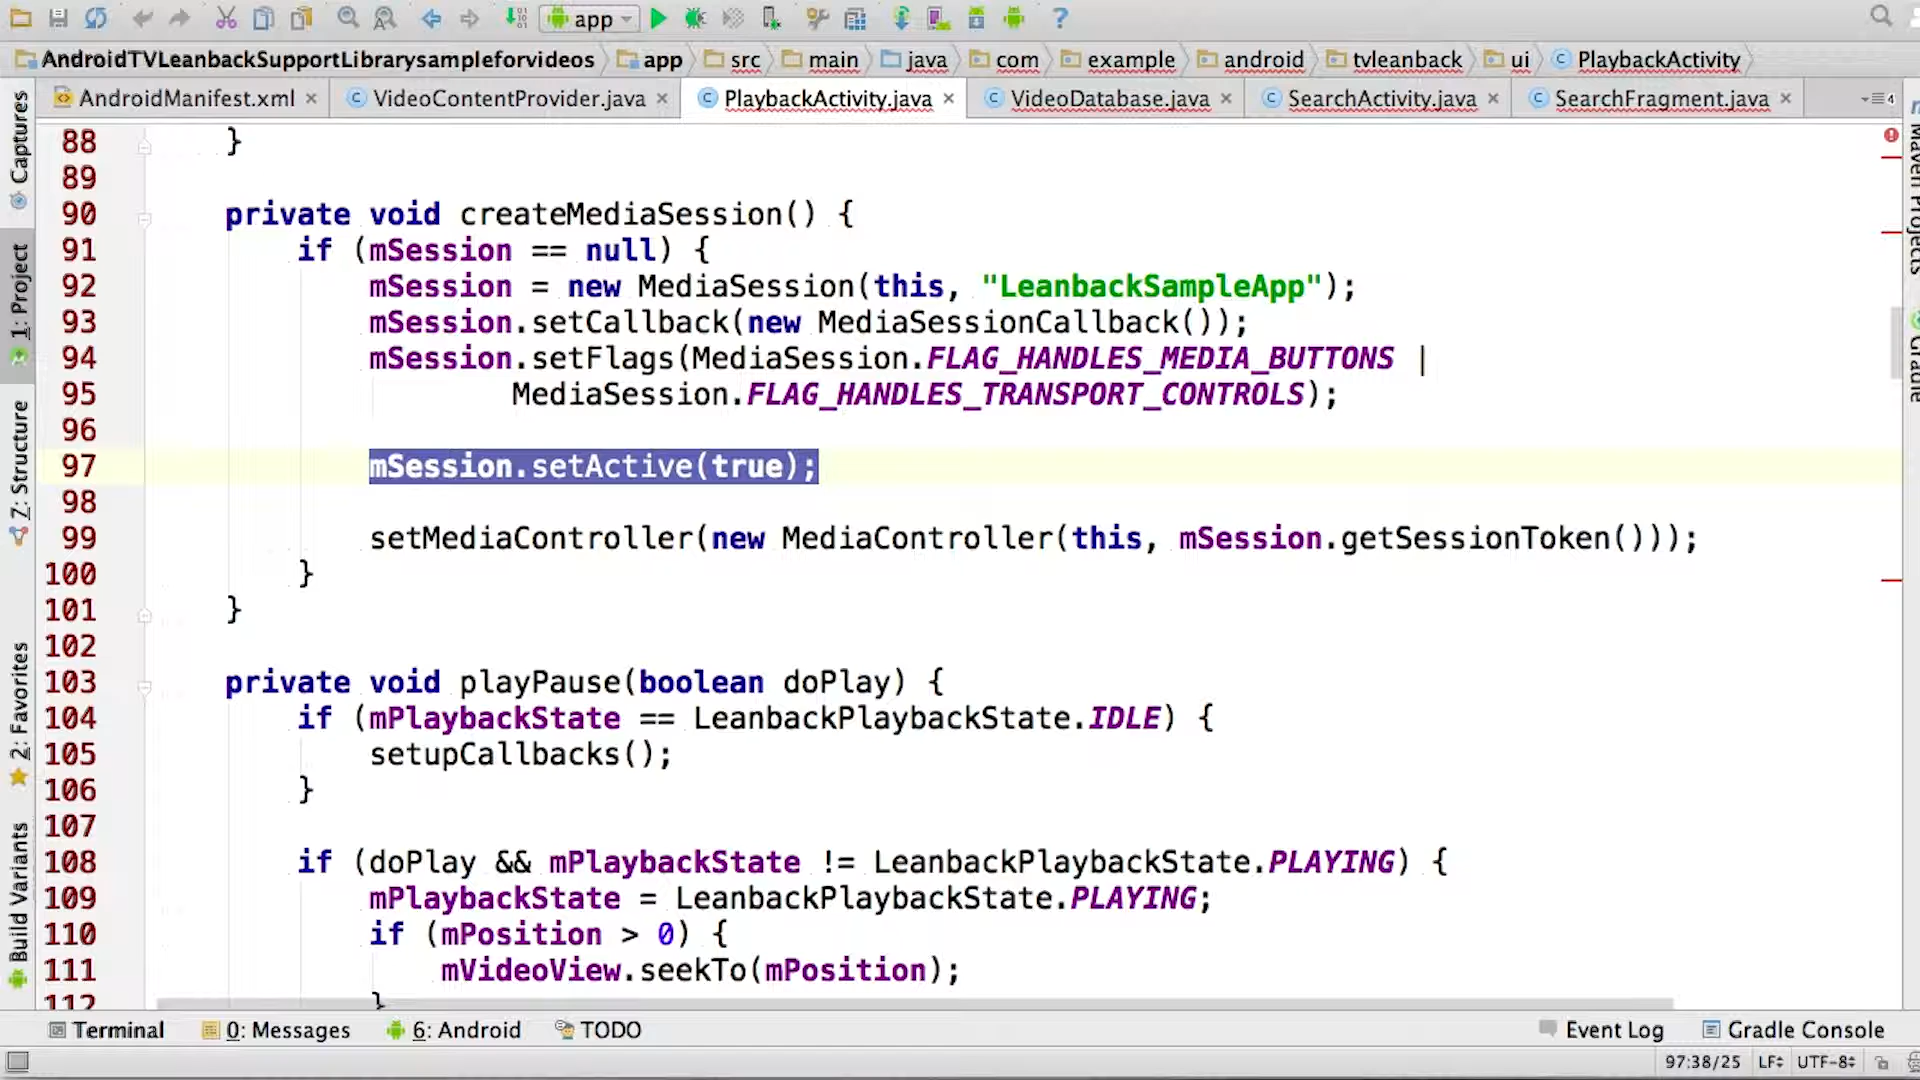 app
AndroidTVLeanbackSupportLibrarysampleforvideos app src main java com example android tvleanback ui PlaybackActivity
AndroidManifest.xml VideoContentProvider.java PlaybackActivity.java VideoDatabase.java SearchActivity.java SearchFragment.java 4
Captures
1: Project
Z: Structure
2: Favorites
Build Variants
88 }
89
90 private void createMediaSession() {
91 if (mSession == null) {
92 mSession = new MediaSession(this, "LeanbackSampleApp");
93 mSession.setCallback(new MediaSessionCallback());
94 mSession.setFlags(MediaSession.FLAG_HANDLES_MEDIA_BUTTONS |
95 MediaSession.FLAG_HANDLES_TRANSPORT_CONTROLS);
96
97 mSession.setActive(true);
98
99 setMediaController(new MediaController(this, mSession.getSessionToken()));
100 }
101 }
102
103 private void playPause(boolean doPlay) {
104 if (mPlaybackState == LeanbackPlaybackState.IDLE) {
105 setupCallbacks();
106 }
107
108 if (doPlay && mPlaybackState != LeanbackPlaybackState.PLAYING) {
109 mPlaybackState = LeanbackPlaybackState.PLAYING;
110 if (mPosition > 0) {
111 mVideoView.seekTo(mPosition);
112 }
Maven Projects
Gradle
Terminal 0: Messages 6: Android TODO Event Log Gradle Console
97:38/25 LF UTF-8